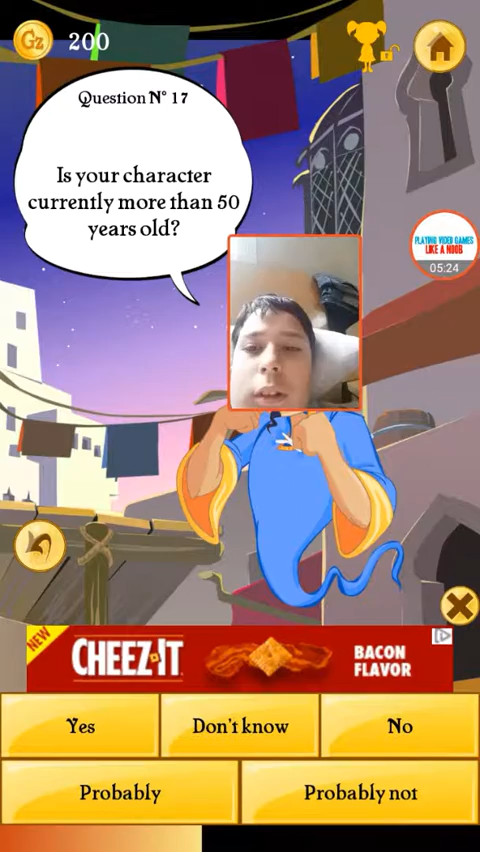 Gz 200
Question N° 17
Is your character
currently more than 50
years old?
PLAYING VIDEO GAMES
LIKE A NOOB
05:24
NEW
CHEEZ-IT
BACON
FLAVOR
Yes
Don't know
No
Probably
Probably not